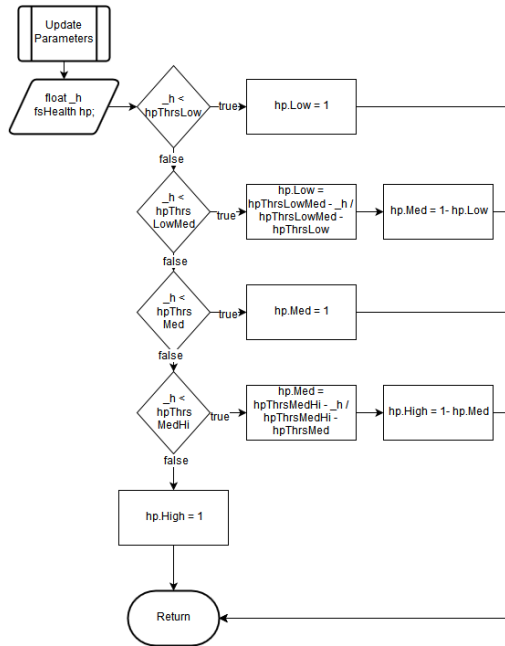 Update
Parameters
float _h
fsHealth hp;
_h <
hpThrsLow
true
hp.Low = 1
false
_h <
hpThrs
LowMed
true
hp.Low =
hpThrsLowMed - _h /
hpThrsLowMed -
hpThrsLow
hp.Med = 1- hp.Low
false
_h <
hpThrs
Med
true
hp.Med = 1
false
_h <
hpThrs
MedHi
true
hp.Med =
hpThrsMedHi - _h /
hpThrsMedHi -
hpThrsMed
hp.High = 1- hp.Med
false
hp.High = 1
Return